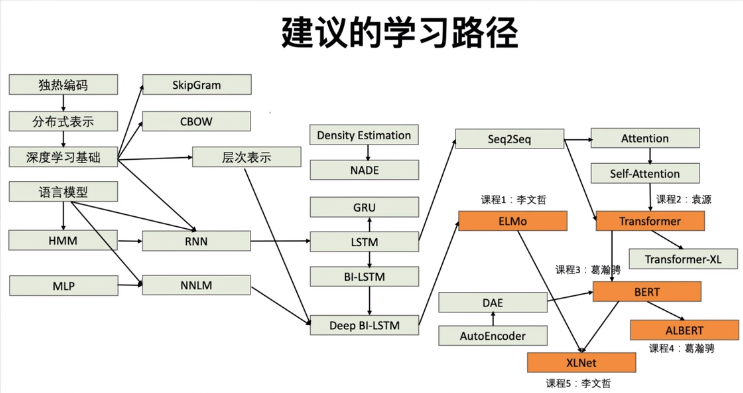 建议的学习路径
独热编码
SkipGram
分布式表示
CBOW
深度学习基础
层次表示
Density Estimation
NADE
Seq2Seq
Attention
Self-Attention
语言模型
GRU
课程1：李文哲
课程2：袁源
ELMo
Transformer
HMM
RNN
LSTM
Transformer-XL
BI-LSTM
课程3：葛瀚骋
MLP
NNLM
BERT
DAE
Deep BI-LSTM
AutoEncoder
ALBERT
课程4：葛瀚骋
XLNet
课程5：李文哲